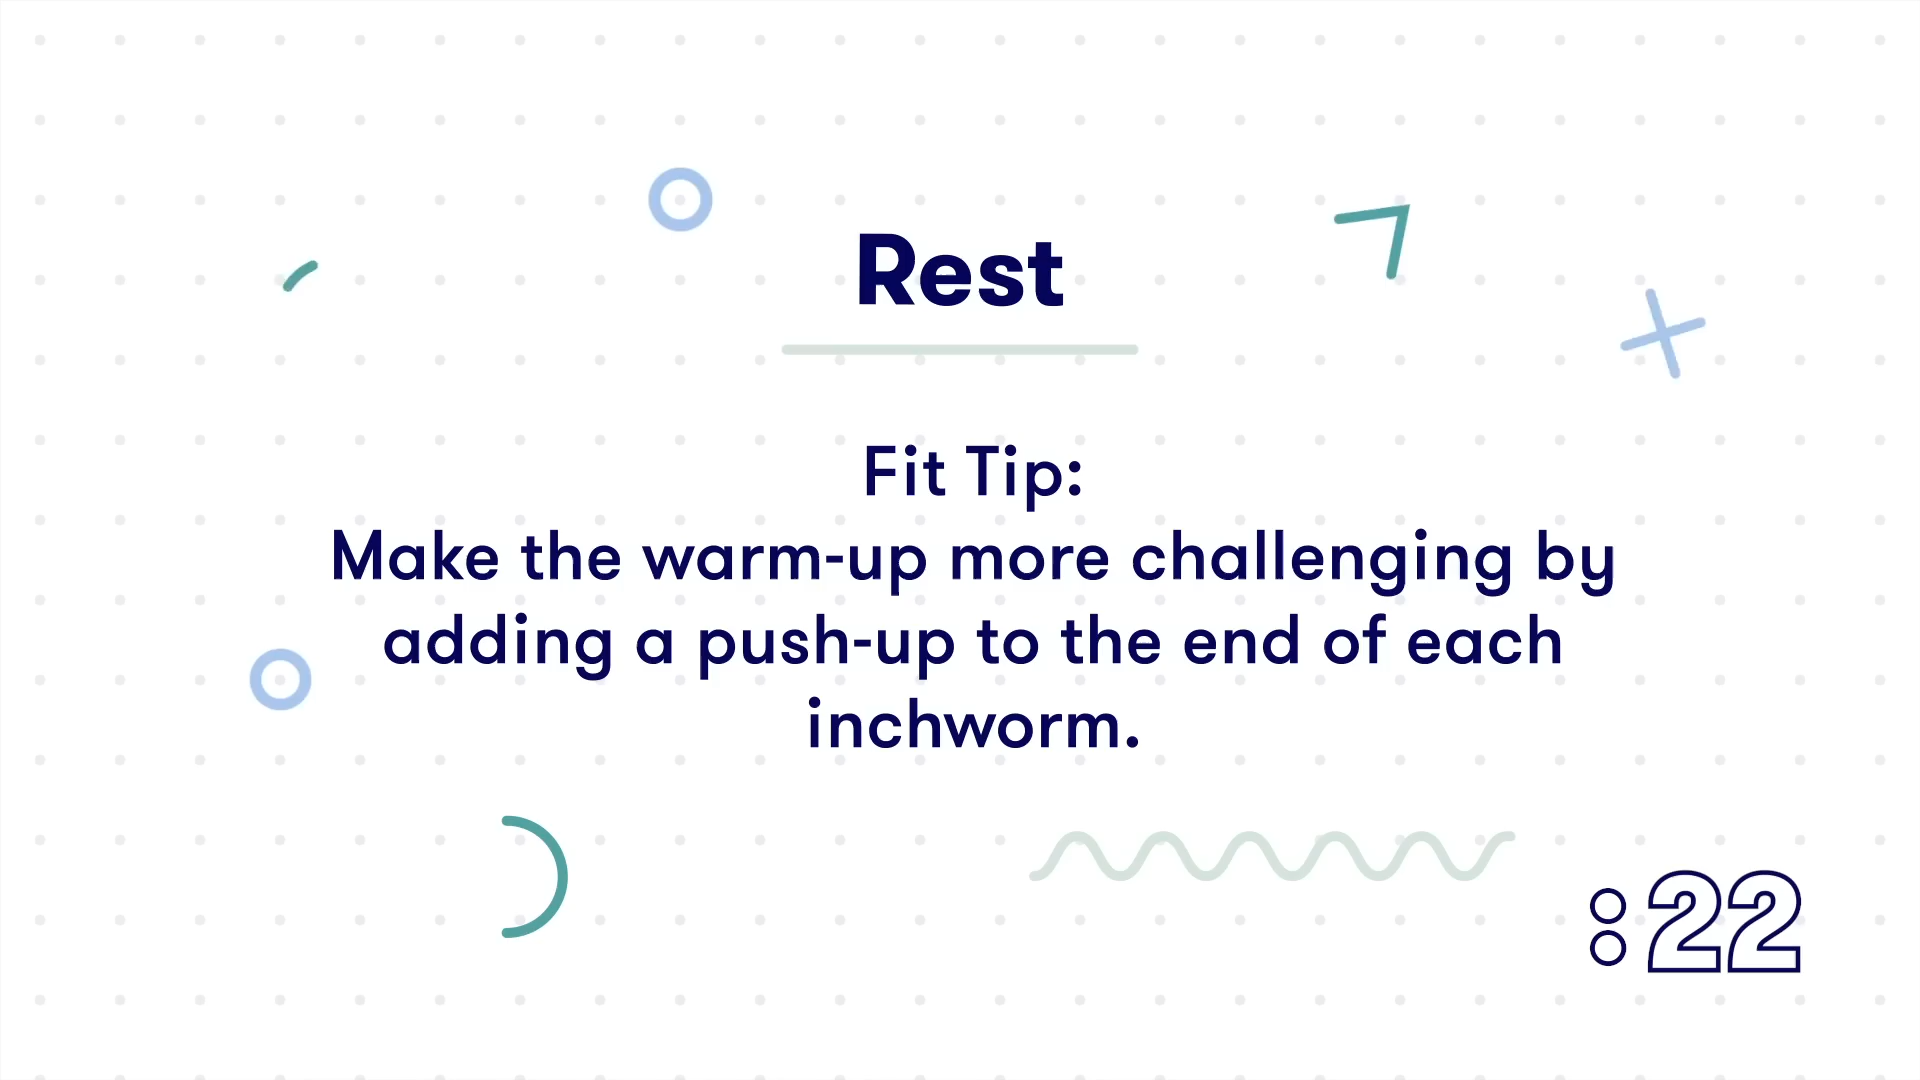 Rest
Fit Tip:
Make the warm-up more challenging by
adding a push-up to the end of each
inchworm.
:22